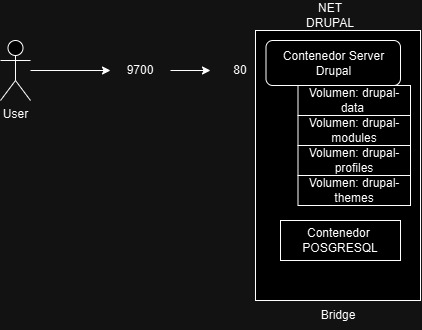 NET
DRUPAL
Contenedor Server
Drupal
9700
80
Volumen: drupal-
data
User
Volumen: drupal-
modules
Volumen: drupal-
profiles
Volumen: drupal-
themes
Contenedor
POSGRESQL
Bridge